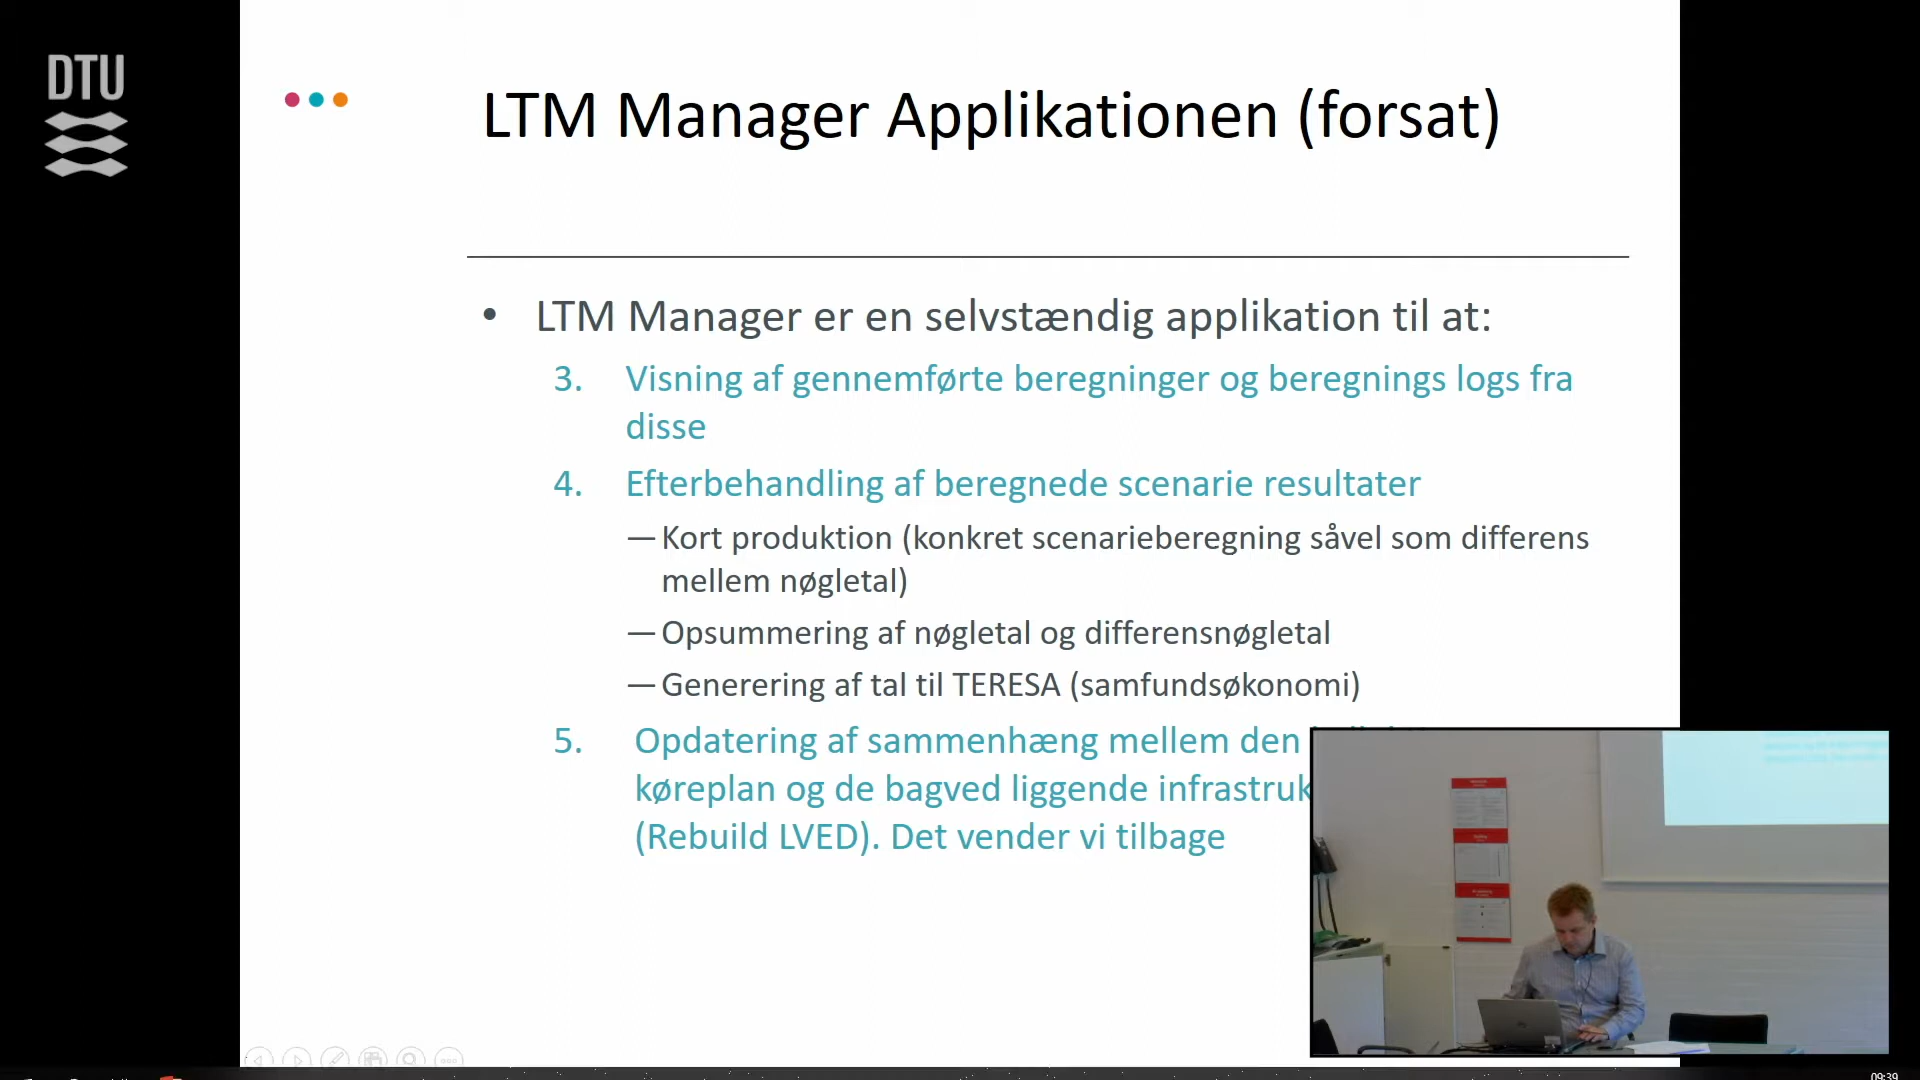 DTU
LTM Manager Applikationen (forsat)
• LTM Manager er en selvstændig applikation til at:
3. Visning af gennemførte beregninger og beregnings logs fra
disse
4. Efterbehandling af beregnede scenarie resultater
— Kort produktion (konkret scenarieberegning såvel som differens
mellem nøgletal)
— Opsummering af nøgletal og differensnøgletal
— Generering af tal til TERESA (samfundsøkonomi)
5. Opdatering af sammenhæng mellem den
køreplan og de bagved liggende infrastruk
(Rebuild LVED). Det vender vi tilbage
09:39